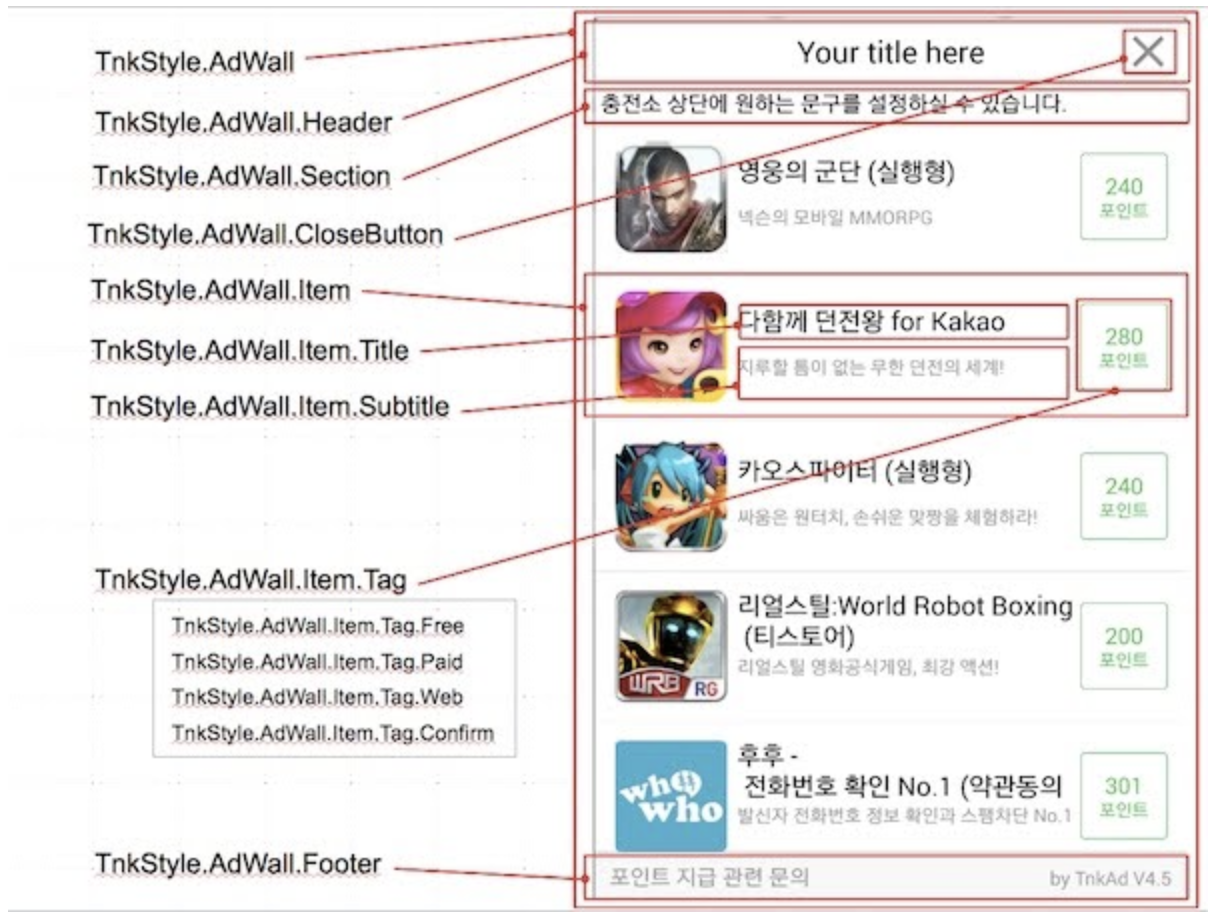 TnkStyle.AdWall
TnkStyle.AdWall.Header
TnkStyle.AdWall.Section
TnkStyle.AdWall.CloseButton
TnkStyle.AdWall.Item
TnkStyle.AdWall.Item.Title
TnkStyle.AdWall.Item.Subtitle
TnkStyle.AdWall.Item.Tag
TnkStyle.AdWall.Item.Tag.Free
TnkStyle.AdWall.Item.Tag.Paid
TnkStyle.AdWall.Item.Tag.Web
TnkStyle.AdWall.Item.Tag.Confirm
TnkStyle.AdWall.Footer
Your title here
충전소 상단에 원하는 문구를 설정하실 수 있습니다.
영웅의 군단 (실행형)
넥슨의 모바일 MMORPG
240
포인트
다함께 던전왕 for Kakao
지루할 틈이 없는 무한 던전의 세계!
280
포인트
카오스파이터 (실행형)
싸움은 원터치, 손쉬운 맞짱을 체험하라!
240
포인트
WRB RG
리얼스틸:World Robot Boxing
(티스토어)
리얼스틸 영화공식게임, 최강 액션!
200
포인트
who
who
후후 -
전화번호 확인 No.1 (약관동의
발신자 전화번호 정보 확인과 스팸차단 No.1
301
포인트
포인트 지급 관련 문의
by TnkAd V4.5